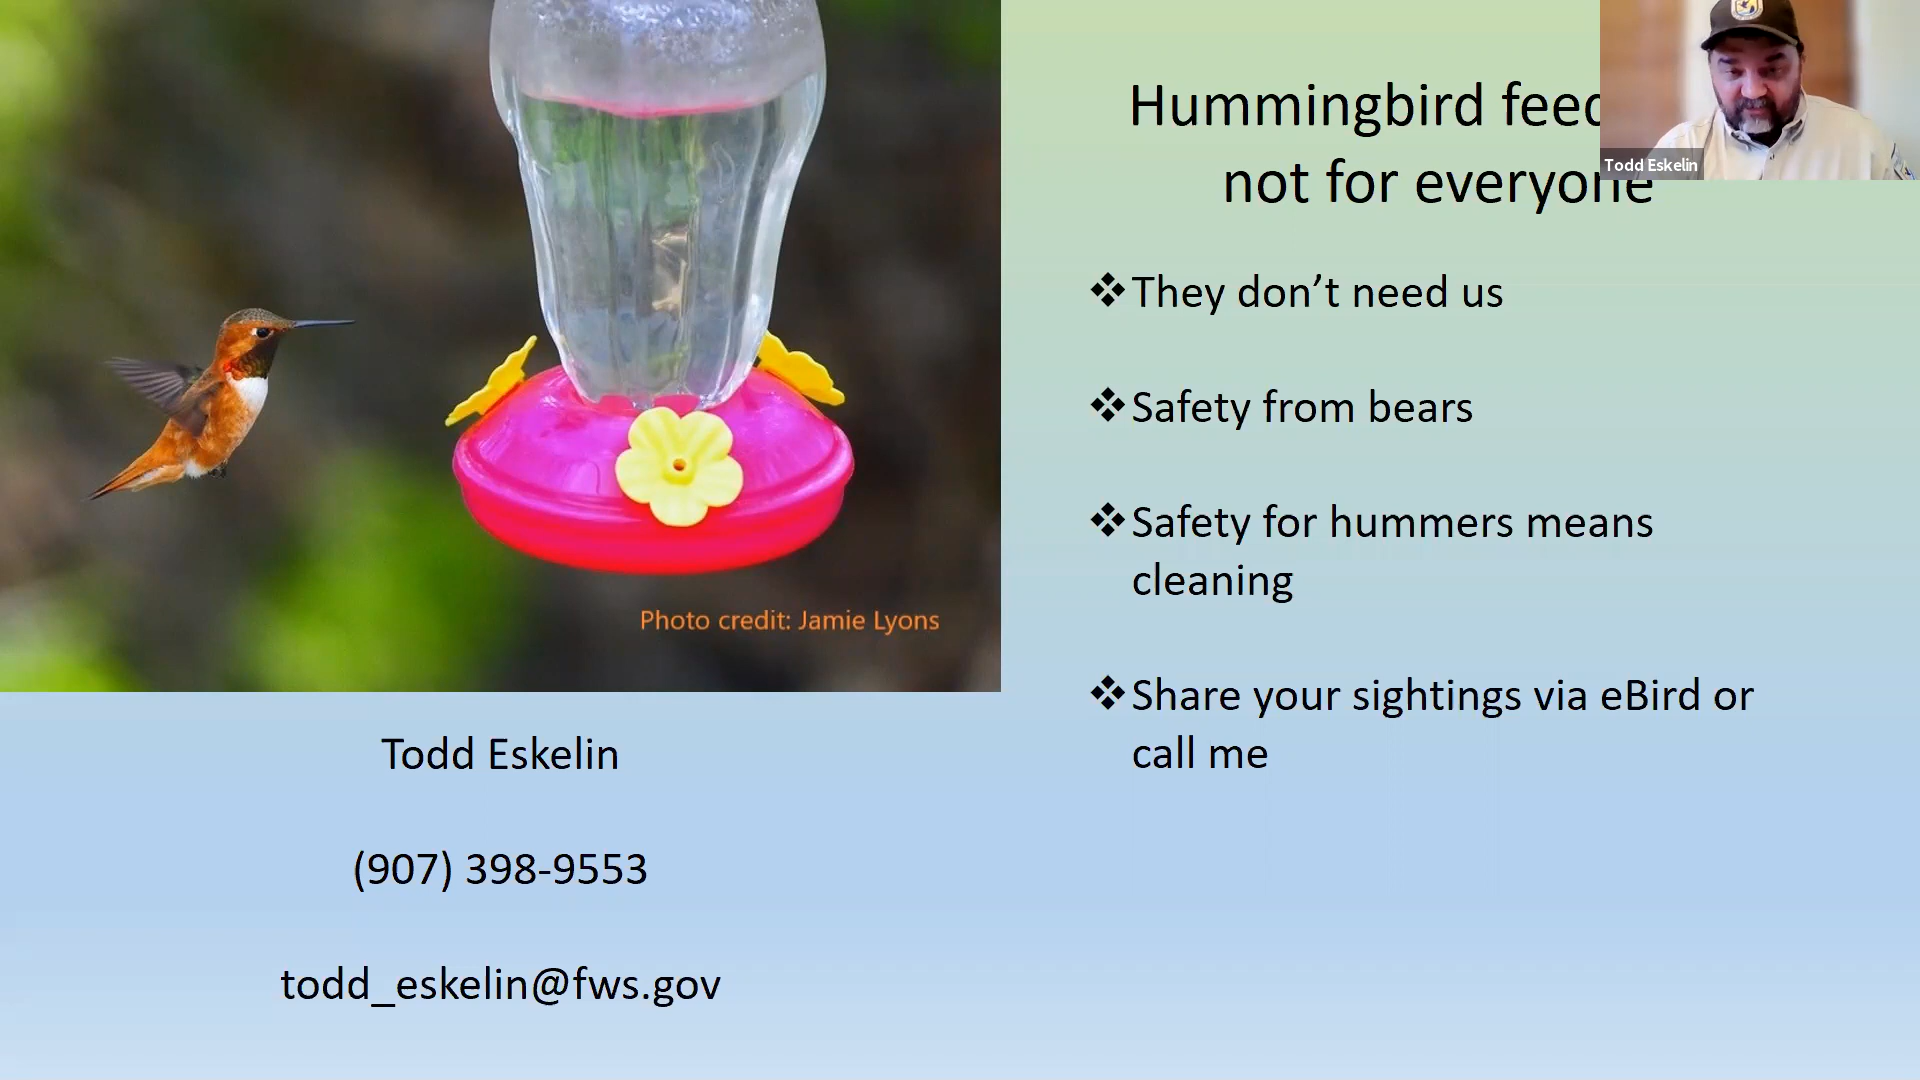 Hummingbird feed
not for everyone
Todd Eskelin
❖They don’t need us
❖Safety from bears
❖Safety for hummers means
cleaning
❖Share your sightings via eBird or
call me
Photo credit: Jamie Lyons
Todd Eskelin
(907) 398-9553
todd_eskelin@fws.gov